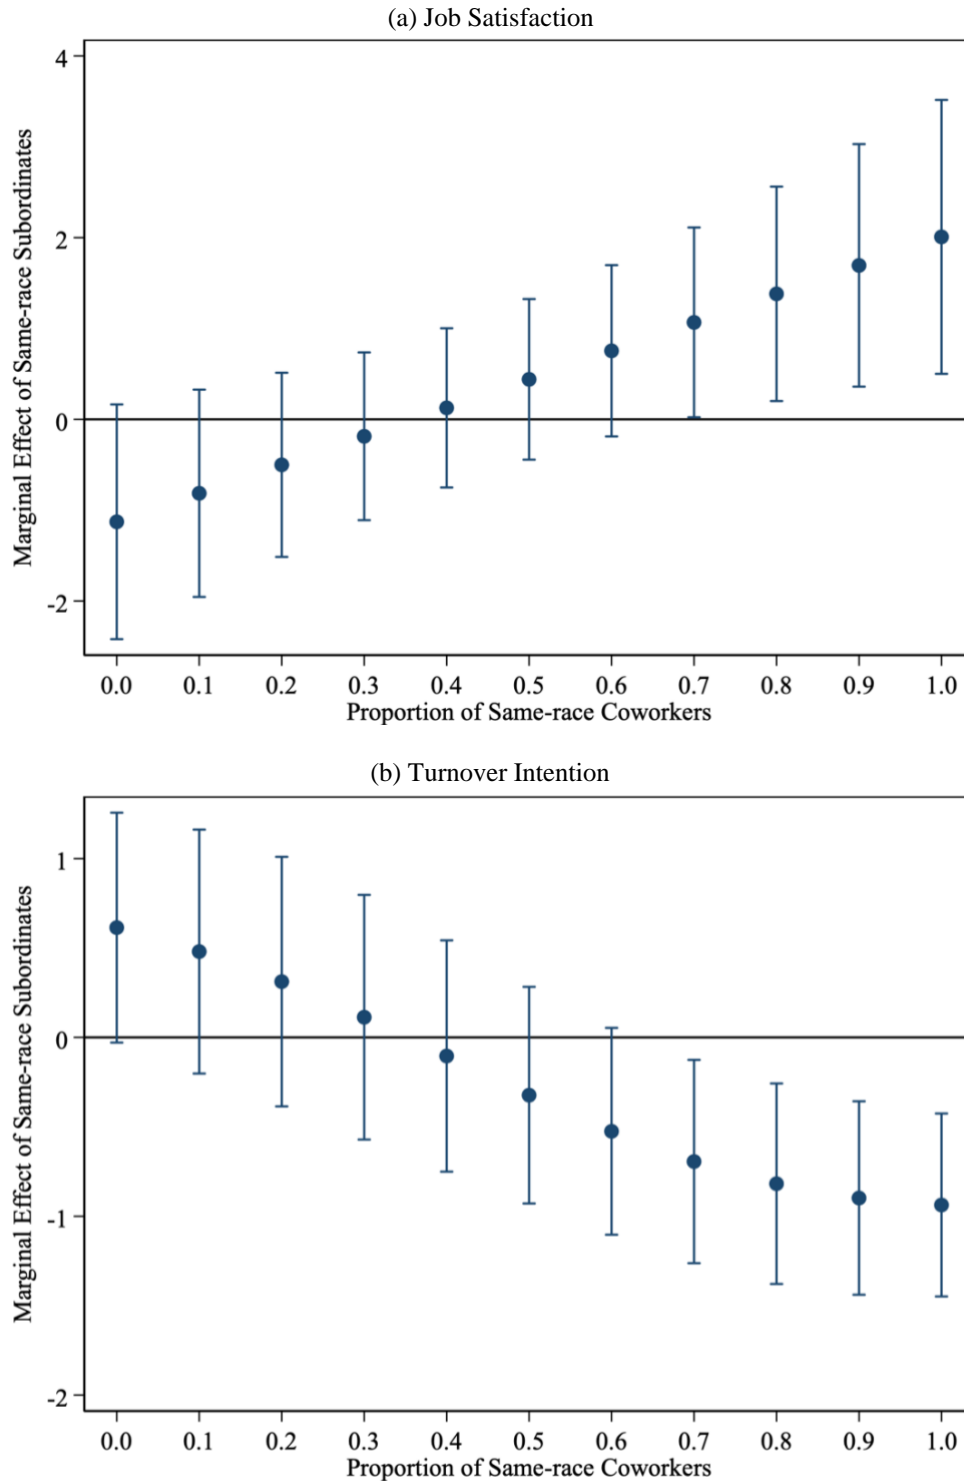 (a) Job Satisfaction
Marginal Effect of Same-race Subordinates
4
2
0
-2
0.0 0.1 0.2 0.3 0.4 0.5 0.6 0.7 0.8 0.9 1.0
Proportion of Same-race Coworkers
(b) Turnover Intention
Marginal Effect of Same-race Subordinates
1
0
-1
-2
0.0 0.1 0.2 0.3 0.4 0.5 0.6 0.7 0.8 0.9 1.0
Proportion of Same-race Coworkers